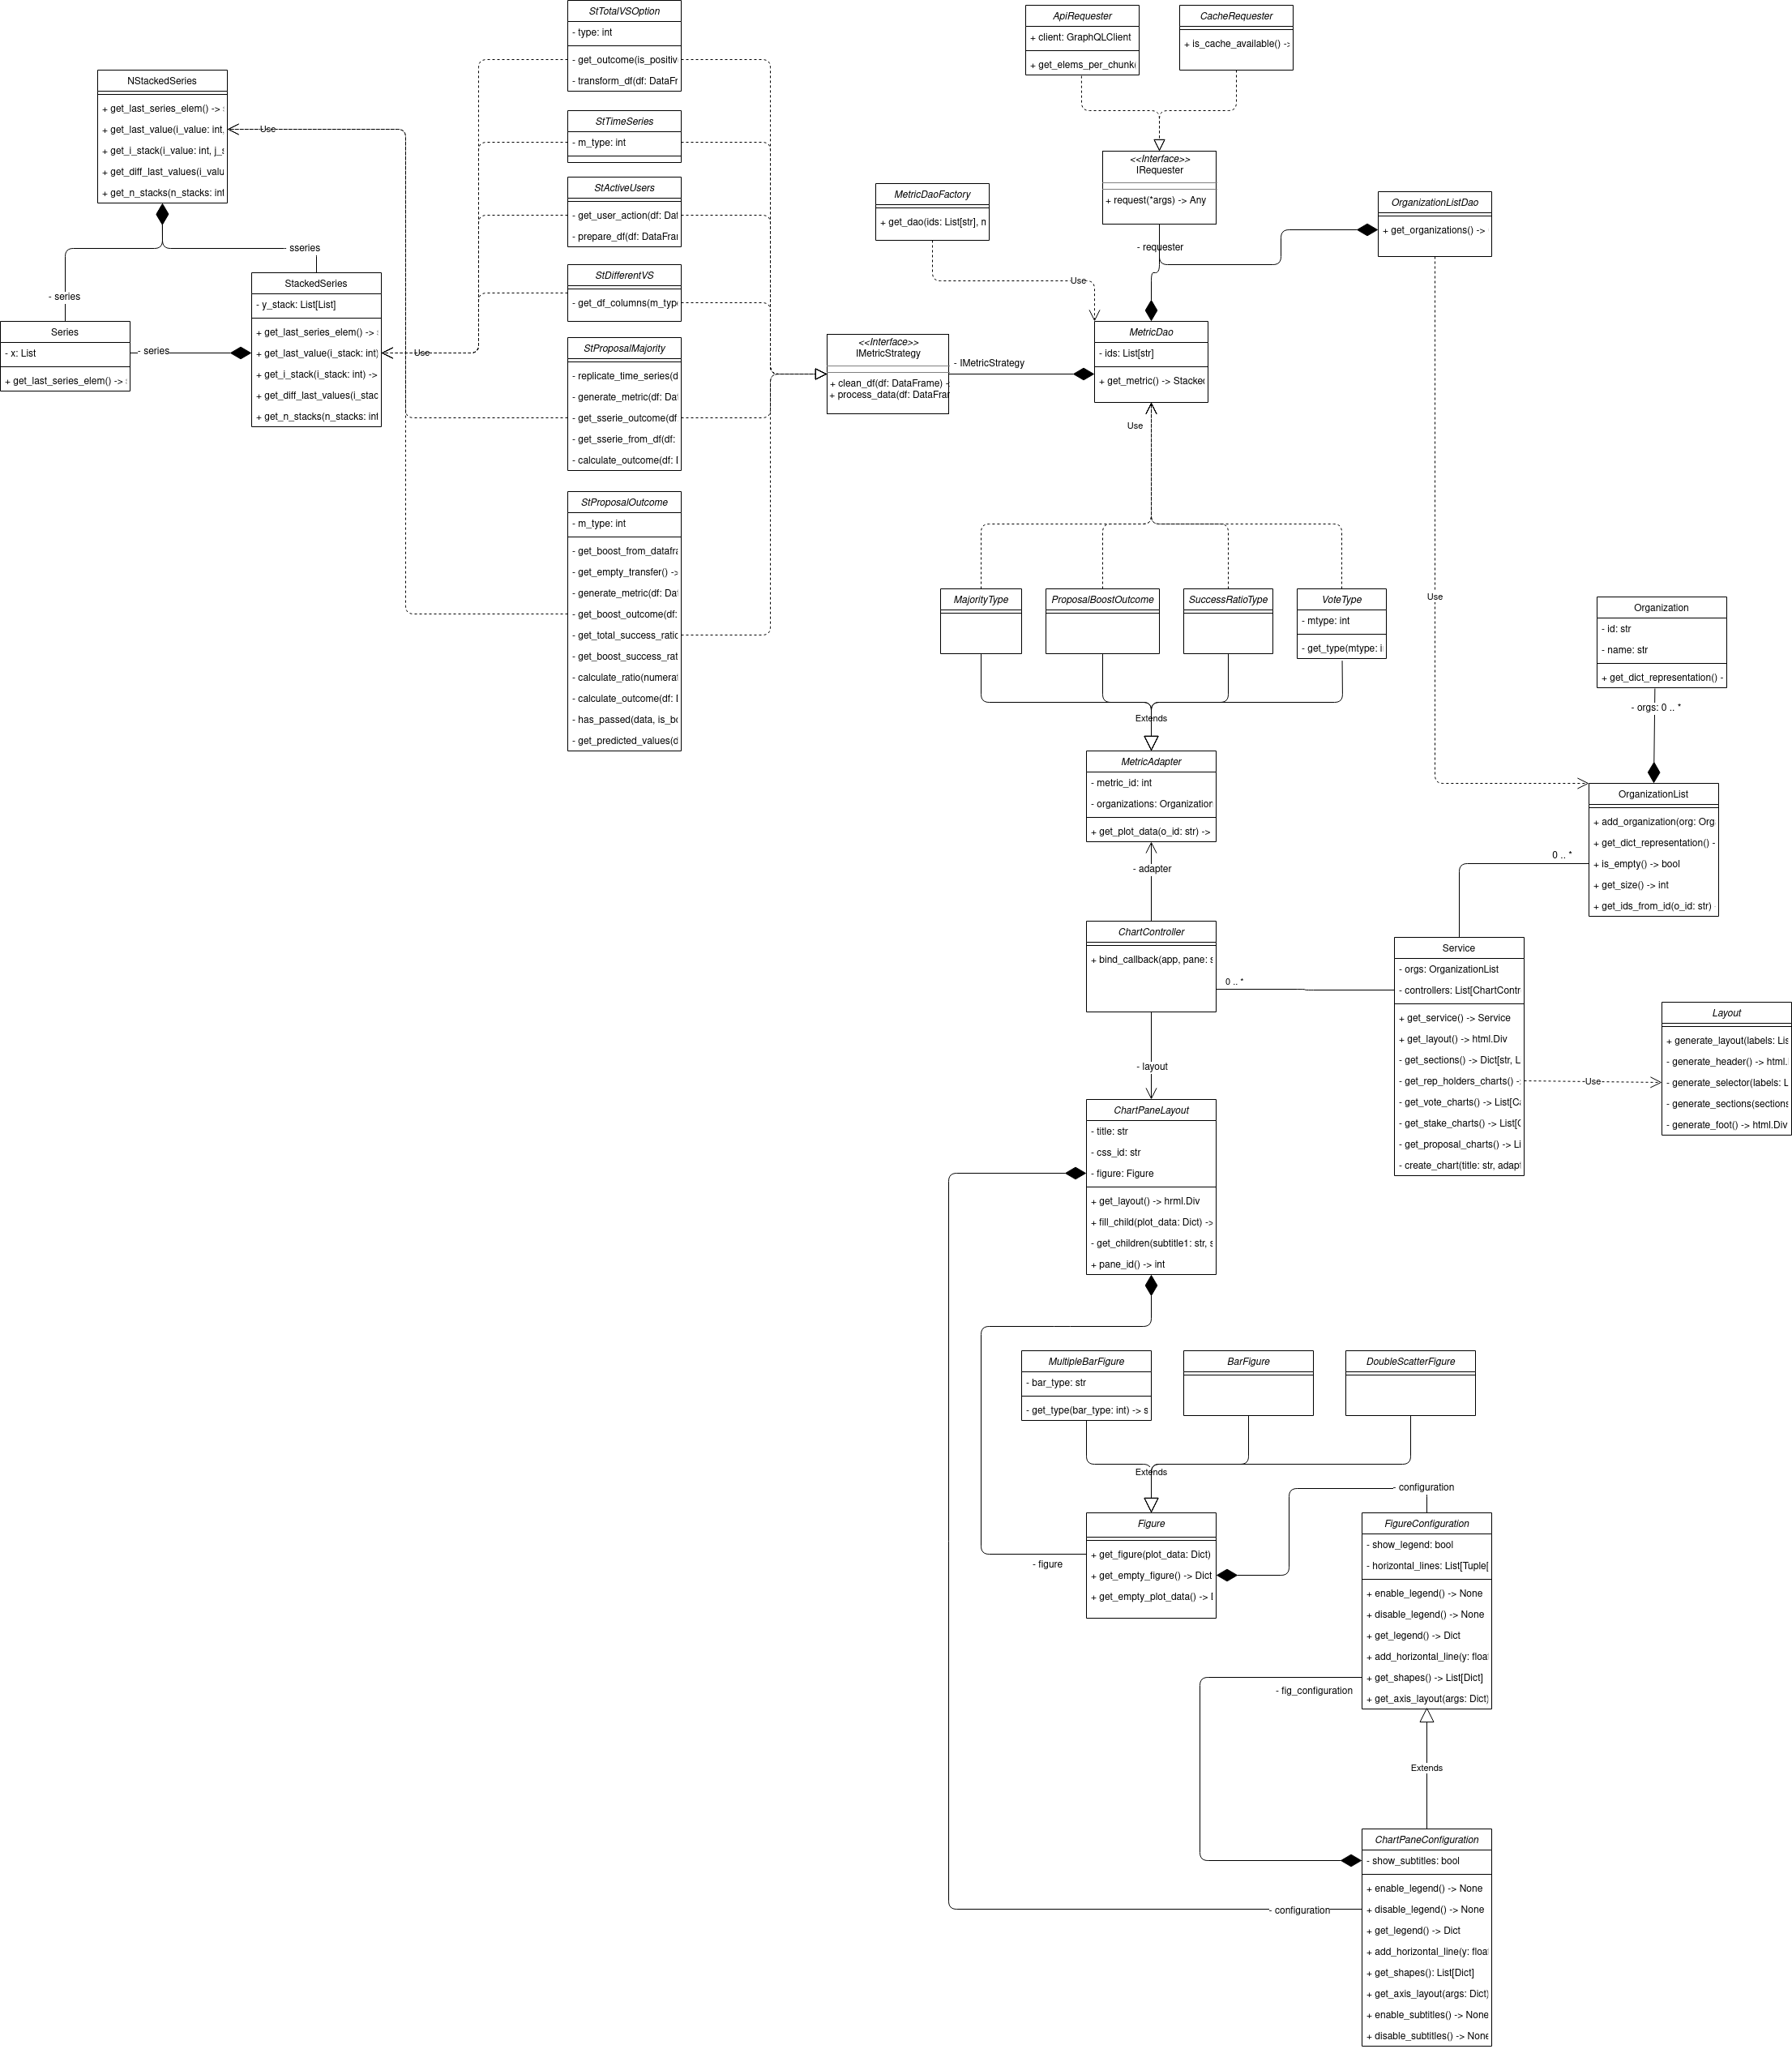 StTotalVSOption
- type: int
- get_outcome(is_positiv
- transform_df(df: DataFr
ApiRequester
+ client: GraphQLClient
+ get_elems_per_chunk(
CacheRequester
+ is_cache_available() -
NStackedSeries
+ get_last_series_elem() ->
+ get_last_value(i_value: int,
+ get_i_stack(i_value: int, j_s
+ get_diff_last_values(i_valu
+ get_n_stacks(n_stacks: int
Use
StTimeSeries
- m_type: int
<<Interface>>
IRequester
+ request(*args) -> Any
StActiveUsers
- get_user_action(df: Dat
- prepare_df(df: DataFra
MetricDaoFactory
+ get_dao(ids: List[str], n
OrganizationListDao
+ get_organizations() ->
- requester
- sseries
StackedSeries
- y_stack: List[List]
+ get_last_series_elem() ->
+ get_last_value(i_stack: int)
+ get_i_stack(i_stack: int) ->
+ get_diff_last_values(i_stac
+ get_n_stacks(n_stacks: int
StDifferentVS
- get_df_columns(m_typ
Use
- series
Series
- x: List
+ get_last_series_elem() ->
- series
Use
StProposalMajority
- replicate_time_series(d
- generate_metric(df: Da
- get_sserie_outcome(df
- get_sserie_from_df(df:
- calculate_outcome(df:
<<Interface>>
IMetricStrategy
+ clean_df(df: DataFrame) -
+ process_data(df: DataFrar
- IMetricStrategy
MetricDao
- ids: List[str]
+ get_metric() -> Stacke
Use
StProposalOutcome
- m_type: int
- get_boost_from_datafra
- get_empty_transfer() ->
- generate_metric(df: Da
- get_boost_outcome(df:
- get_total_success_ratio
- get_boost_success_rat
- calculate_ratio(numera
- calculate_outcome(df:
- has_passed(data, is_bo
- get_predicted_values(d
MajorityType
ProposalBoostOutcome
SuccessRatioType
VoteType
- mtype: int
- get_type(mtype: i
Use
Organization
- id: str
- name: str
+ get_dict_representation() -
- orgs: 0 .. *
Extends
MetricAdapter
- metric_id: int
- organizations: Organization
+ get_plot_data(o_id: str) ->
OrganizationList
+ add_organization(org: Org
+ get_dict_representation() -
+ is_empty() -> bool
+ get_size() -> int
+ get_ids_from_id(o_id: str)
0 .. *
- adapter
ChartController
+ bind_callback(app, pane: s
0 .. *
Service
- orgs: OrganizationList
- controllers: List[ChartContr
+ get_service() -> Service
+ get_layout() -> html.Div
- get_sections() -> Dict[str, L
- get_rep_holders_charts() -
- get_vote_charts() -> List[C
- get_stake_charts() -> List[C
- get_proposal_charts() -> Li
- create_chart(title: str, adap
Use
Layout
+ generate_layout(labels: Lis
- generate_header() -> html.
- generate_selector(labels: L
- generate_sections(sections
- generate_foot() -> html.Div
- layout
ChartPaneLayout
- title: str
- css_id: str
- figure: Figure
+ get_layout() -> hrml.Div
+ fill_child(plot_data: Dict) ->
- get_children(subtitle1: str, s
+ pane_id() -> int
MultipleBarFigure
- bar_type: str
- get_type(bar_type: int) -> s
BarFigure
DoubleScatterFigure
Extends
- configuration
Figure
+ get_figure(plot_data: Dict)
+ get_empty_figure() -> Dict
+ get_empty_plot_data() ->
- figure
FigureConfiguration
- show_legend: bool
- horizontal_lines: List[Tuple[
+ enable_legend() -> None
+ disable_legend() -> None
+ get_legend() -> Dict
+ add_horizontal_line(y: floa
+ get_shapes() -> List[Dict]
+ get_axis_layout(args: Dict)
- fig_configuration
Extends
ChartPaneConfiguration
- show_subtitles: bool
+ enable_legend() -> None
+ disable_legend() -> None
+ get_legend() -> Dict
+ add_horizontal_line(y: floa
+ get_shapes(): List[Dict]
+ get_axis_layout(args: Dict)
+ enable_subtitles() -> None
+ disable_subtitles() -> None
- configuration